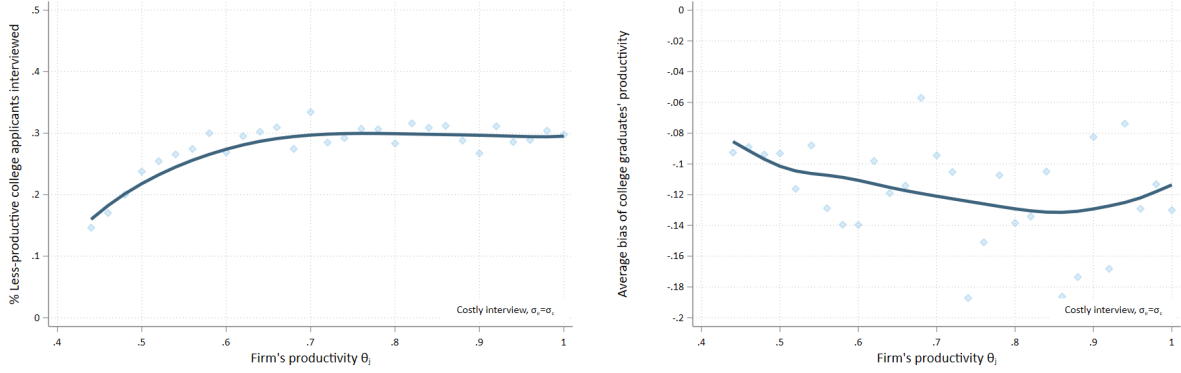 % Less-productive college applicants interviewed
.5
.4
.3
.2
.1
0
.4 .5 .6 .7 .8 .9 1
Firm's productivity θj
Costly interview, σe=σε
Average bias of college graduates' productivity
0
-.02
-.04
-.06
-.08
-.1
-.12
-.14
-.16
-.18
-.2
.4 .5 .6 .7 .8 .9 1
Firm's productivity θj
Costly interview, σe=σε